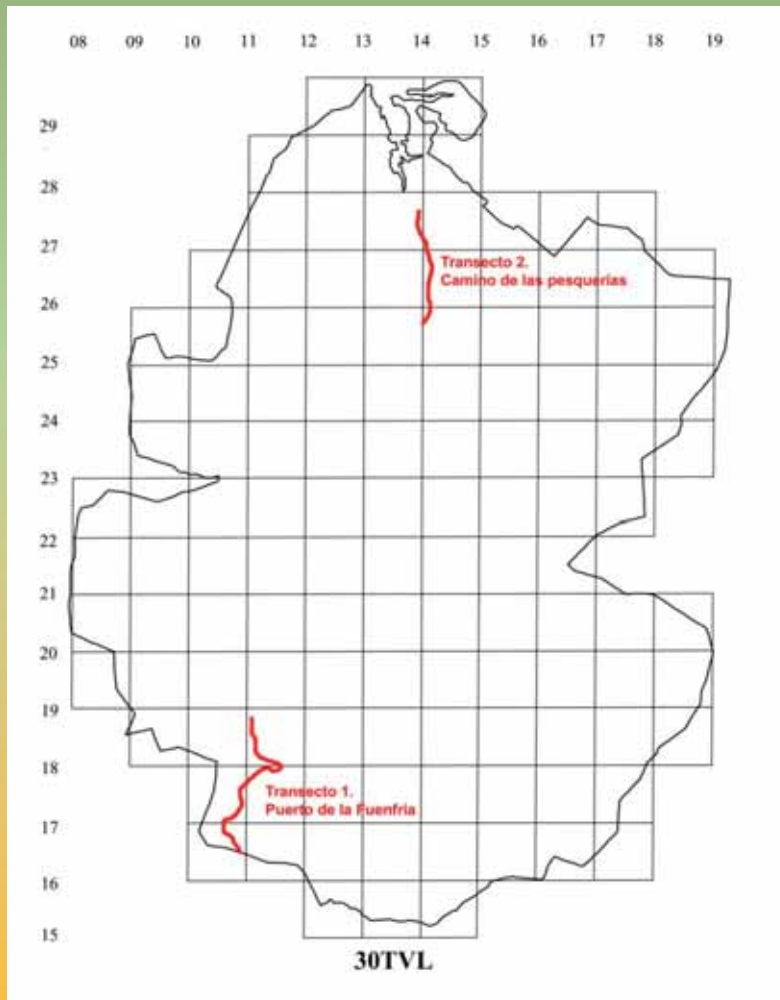 08 09 10 11 12 13 14 15 16 17 18 19
29
28
27
Transecto 2.
Camino de las pesquerías
26
25
24
23
22
21
20
19
18
Transecto 1.
Puerto de la Fuenfría
17
16
15
30TVL